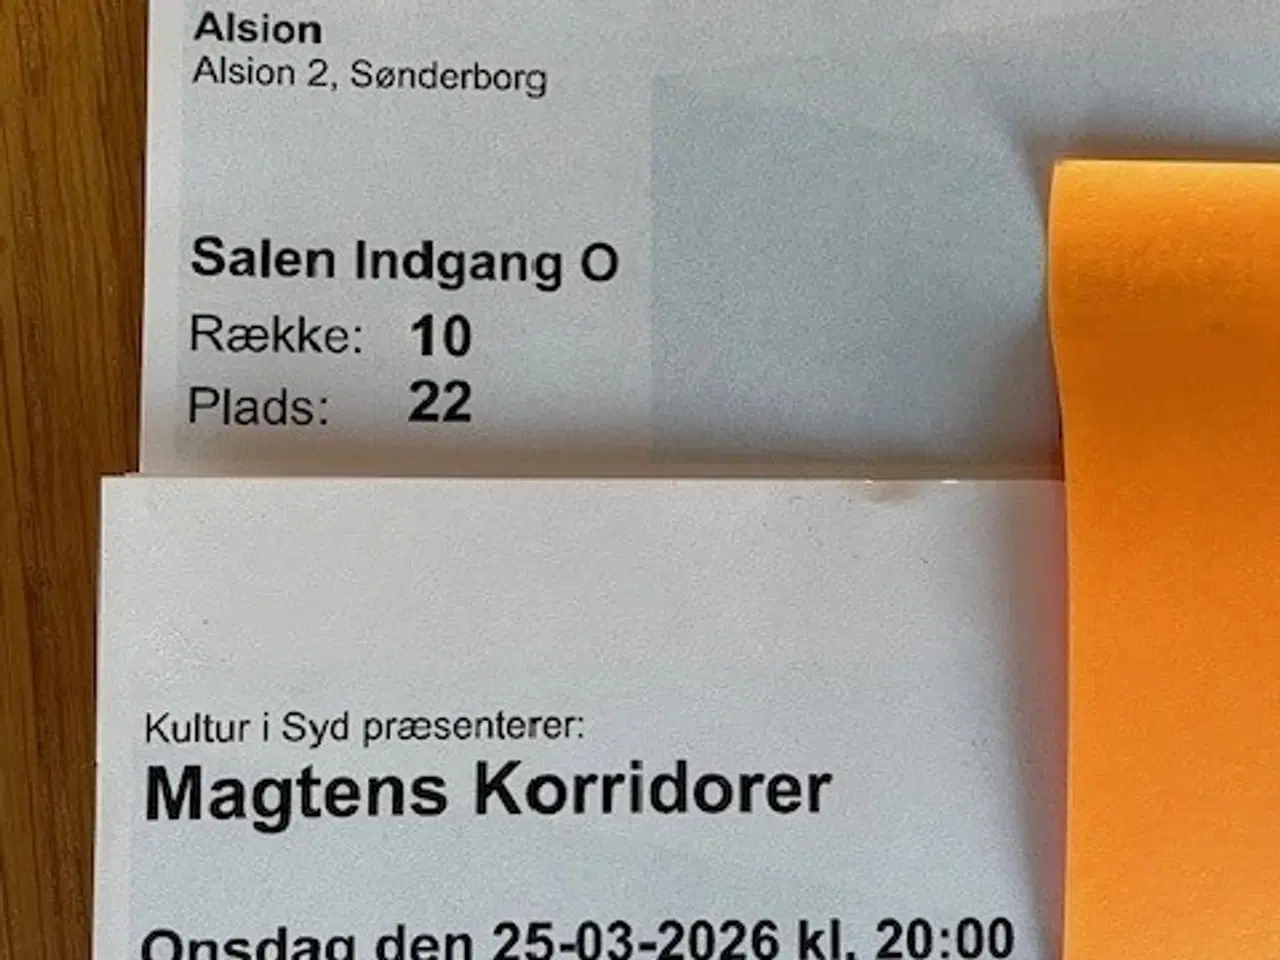 Alsion
Alsion 2, Sønderborg
Salen Indgang O
Række: 10
Plads: 22
Kultur i Syd præsenterer:
Magtens Korridorer
Onsdag den 25-03-2026 kl. 20:00